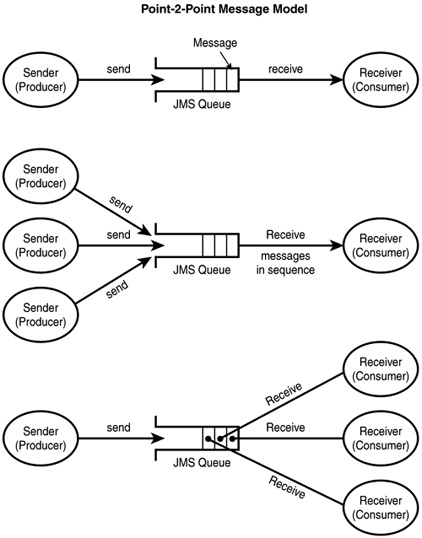 Point-2-Point Message Model
Message
Sender
(Producer)
send
receive
Receiver
(Consumer)
JMS Queue
Sender
(Producer)
send
Sender
(Producer)
send
Receive
messages
in sequence
Receiver
(Consumer)
JMS Queue
send
Sender
(Producer)
Receiver
(Consumer)
Receive
Sender
(Producer)
send
Receive
Receiver
(Consumer)
JMS Queue
Receive
Receiver
(Consumer)